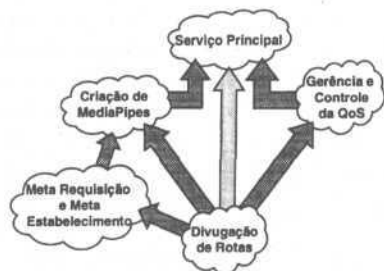 Serviço Principal
Criação de
MediaPipes
Gerência e
Controle
da QoS
Meta Requisição
e Meta
Estabelecimento
Divugação
de Rotas